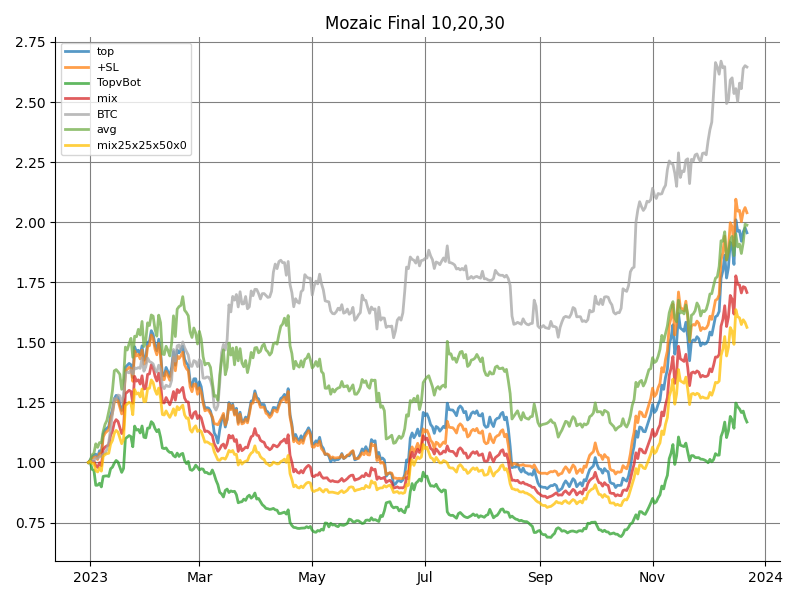 Mozaic Final 10,20,30
2.75
2.50
2.25
2.00
1.75
1.50
1.25
1.00
0.75
top
+SL
TopvBot
mix
BTC
avg
mix25x25x50x0
2023 Mar May Jul Sep Nov 2024